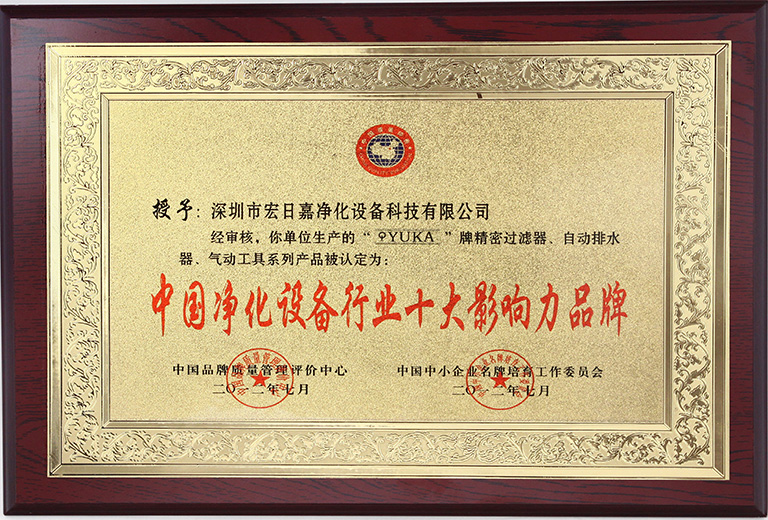 授予：深圳市宏日嘉净化设备科技有限公司
经审核，你单位生产的“YUKA”牌精密过滤器、自动排水
器、气动工具系列产品被认定为：
中国净化设备行业十大影响力品牌
中国品牌质量管理评价中心
二〇一二年七月
中国中小企业名牌培育工作委员会
二〇一二年七月